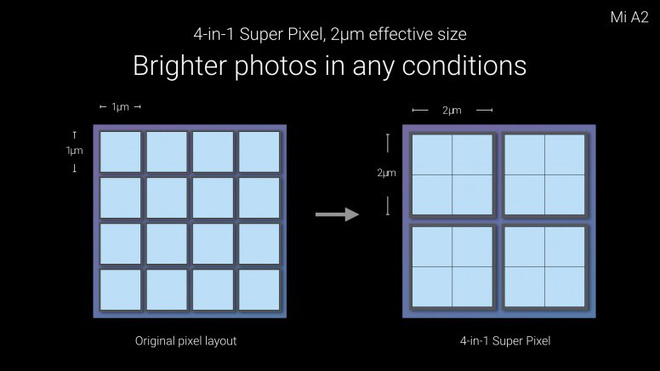 Mi A2
4-in-1 Super Pixel, 2μm effective size
Brighter photos in any conditions
1μm
2μm
1μm
2μm
Original pixel layout
4-in-1 Super Pixel